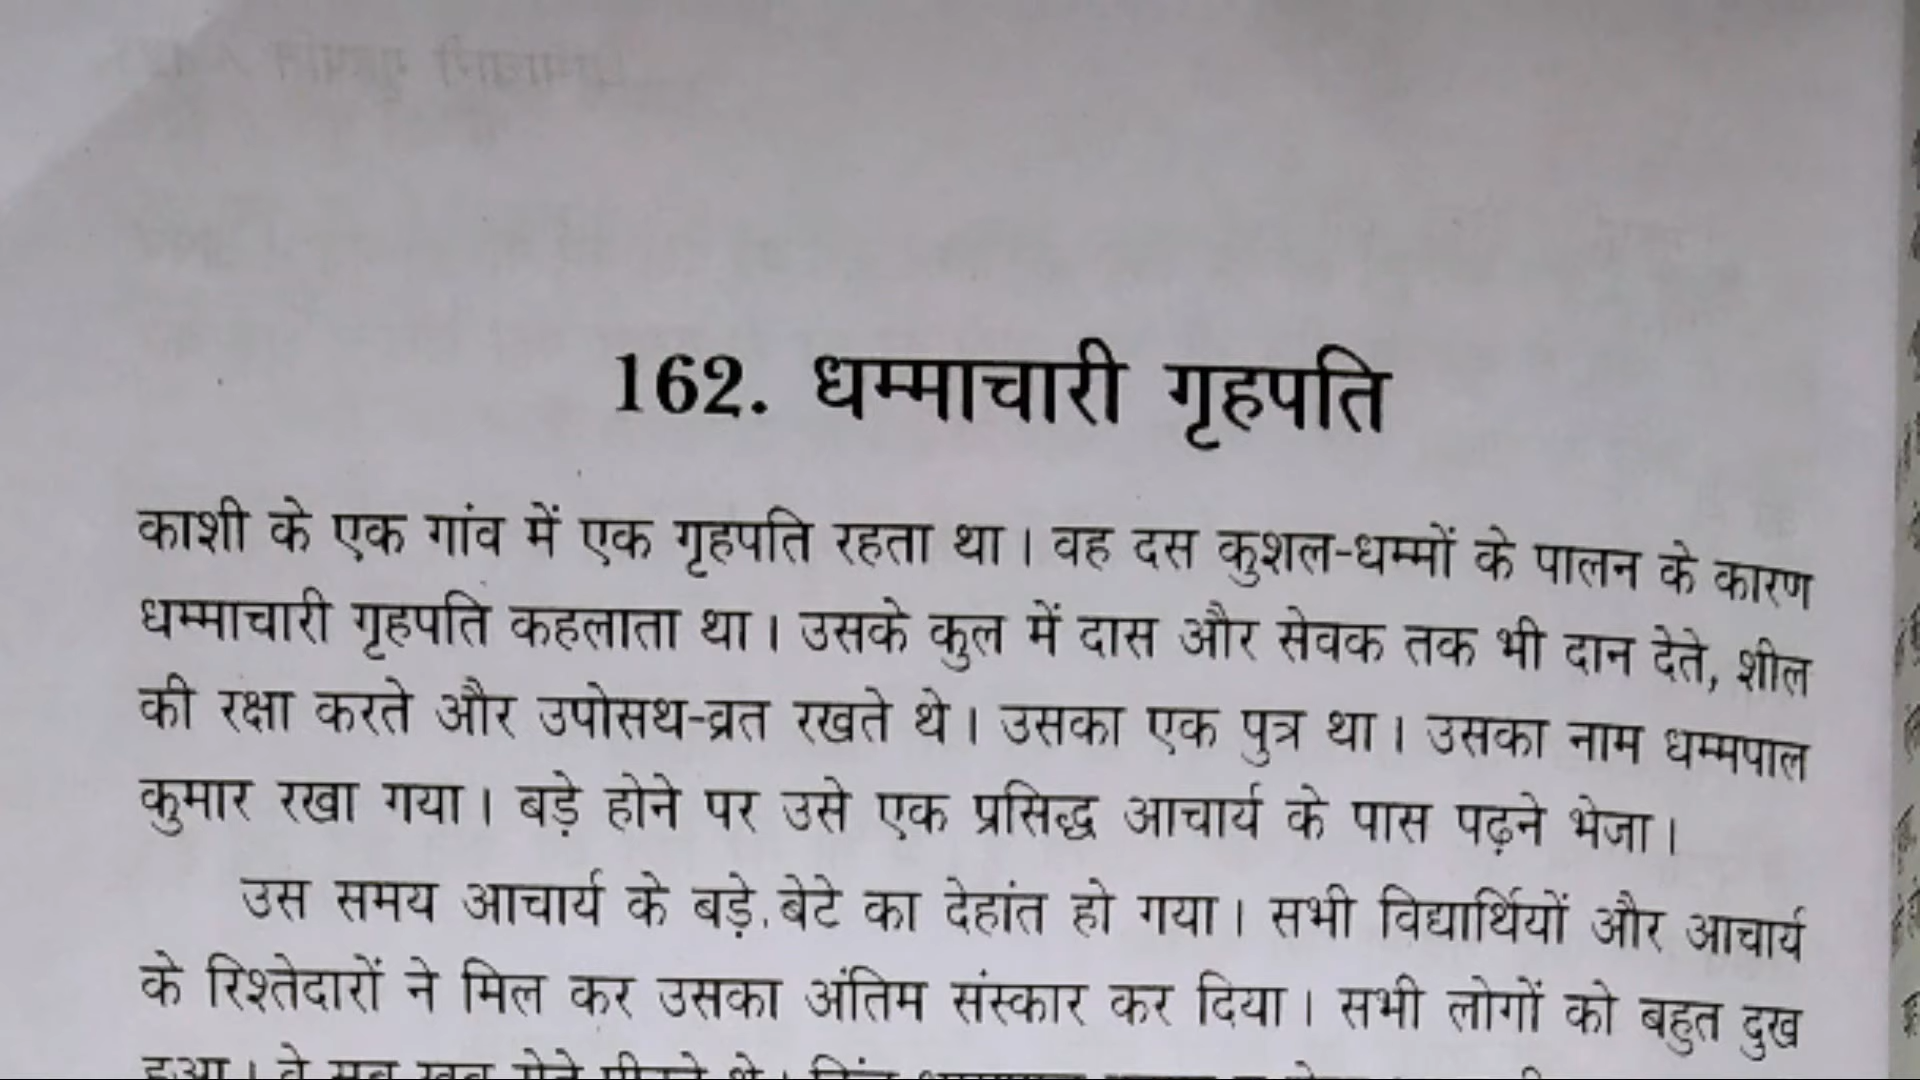 162. धम्माचारी गृहपति
काशी के एक गांव में एक गृहपति रहता था। वह दस कुशल-धम्मों के पालन के कारण
धम्माचारी गृहपति कहलाता था। उसके कुल में दास और सेवक तक भी दान देते, शील
की रक्षा करते और उपोसथ-व्रत रखते थे। उसका एक पुत्र था। उसका नाम धम्मपाल
कुमार रखा गया। बड़े होने पर उसे एक प्रसिद्ध आचार्य के पास पढ़ने भेजा।
उस समय आचार्य के बड़े बेटे का देहांत हो गया। सभी विद्यार्थियों और आचार्य
के रिश्तेदारों ने मिल कर उसका अंतिम संस्कार कर दिया। सभी लोगों को बहुत दुख
हुआ। वे सब